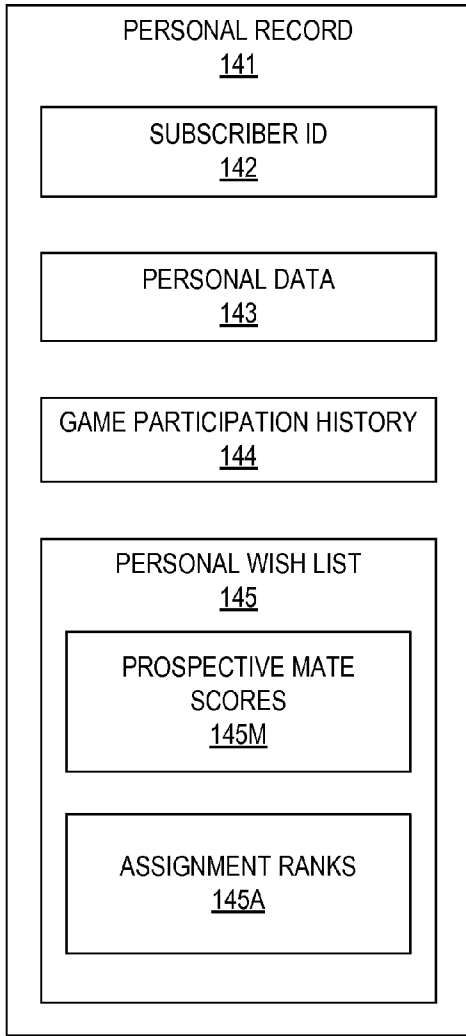 PERSONAL RECORD
141
SUBSCRIBER ID
142
PERSONAL DATA
143
GAME PARTICIPATION HISTORY
144
PERSONAL WISH LIST
145
PROSPECTIVE MATE
SCORES
145M
ASSIGNMENT RANKS
145A